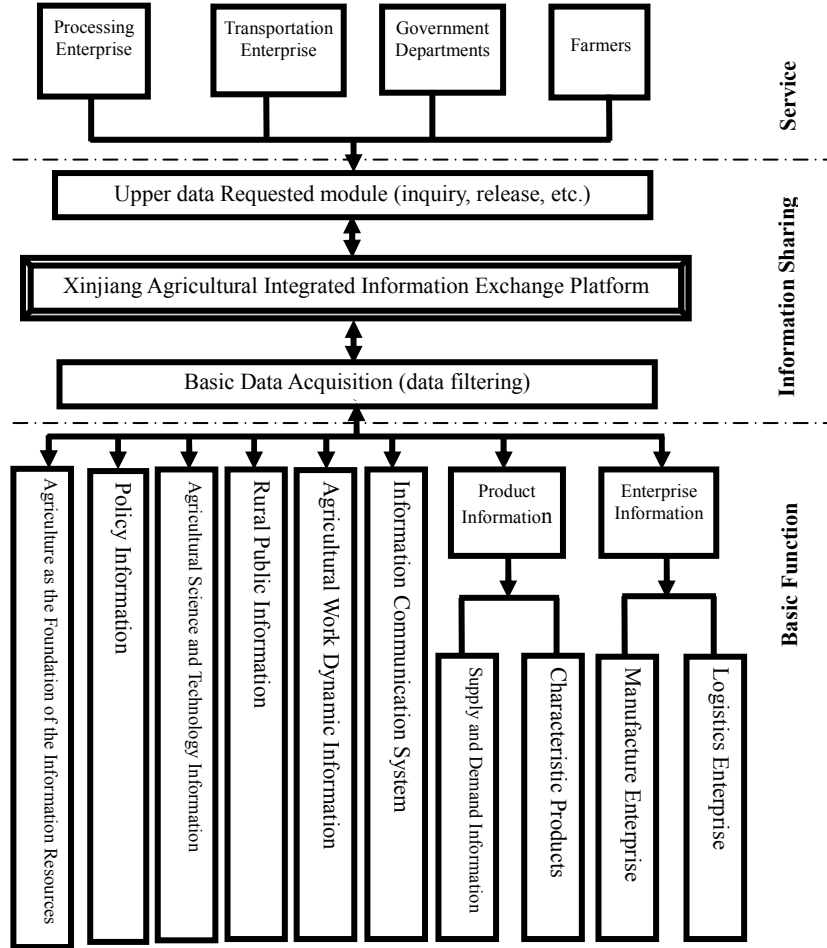 Processing
Enterprise
Transportation
Enterprise
Government
Departments
Farmers
Service
Upper data Requested module (inquiry, release, etc.)
Xinjiang Agricultural Integrated Information Exchange Platform
Basic Data Acquisition (data filtering)
Information Sharing
Agriculture as the Foundation of the Information Resources
Policy Information
Agricultural Science and Technology Information
Rural Public Information
Agricultural Work Dynamic Information
Information Communication System
Product
Information
Enterprise
Information
Supply and Demand Information
Characteristic Products
Manufacture Enterprise
Logistics Enterprise
Basic Function